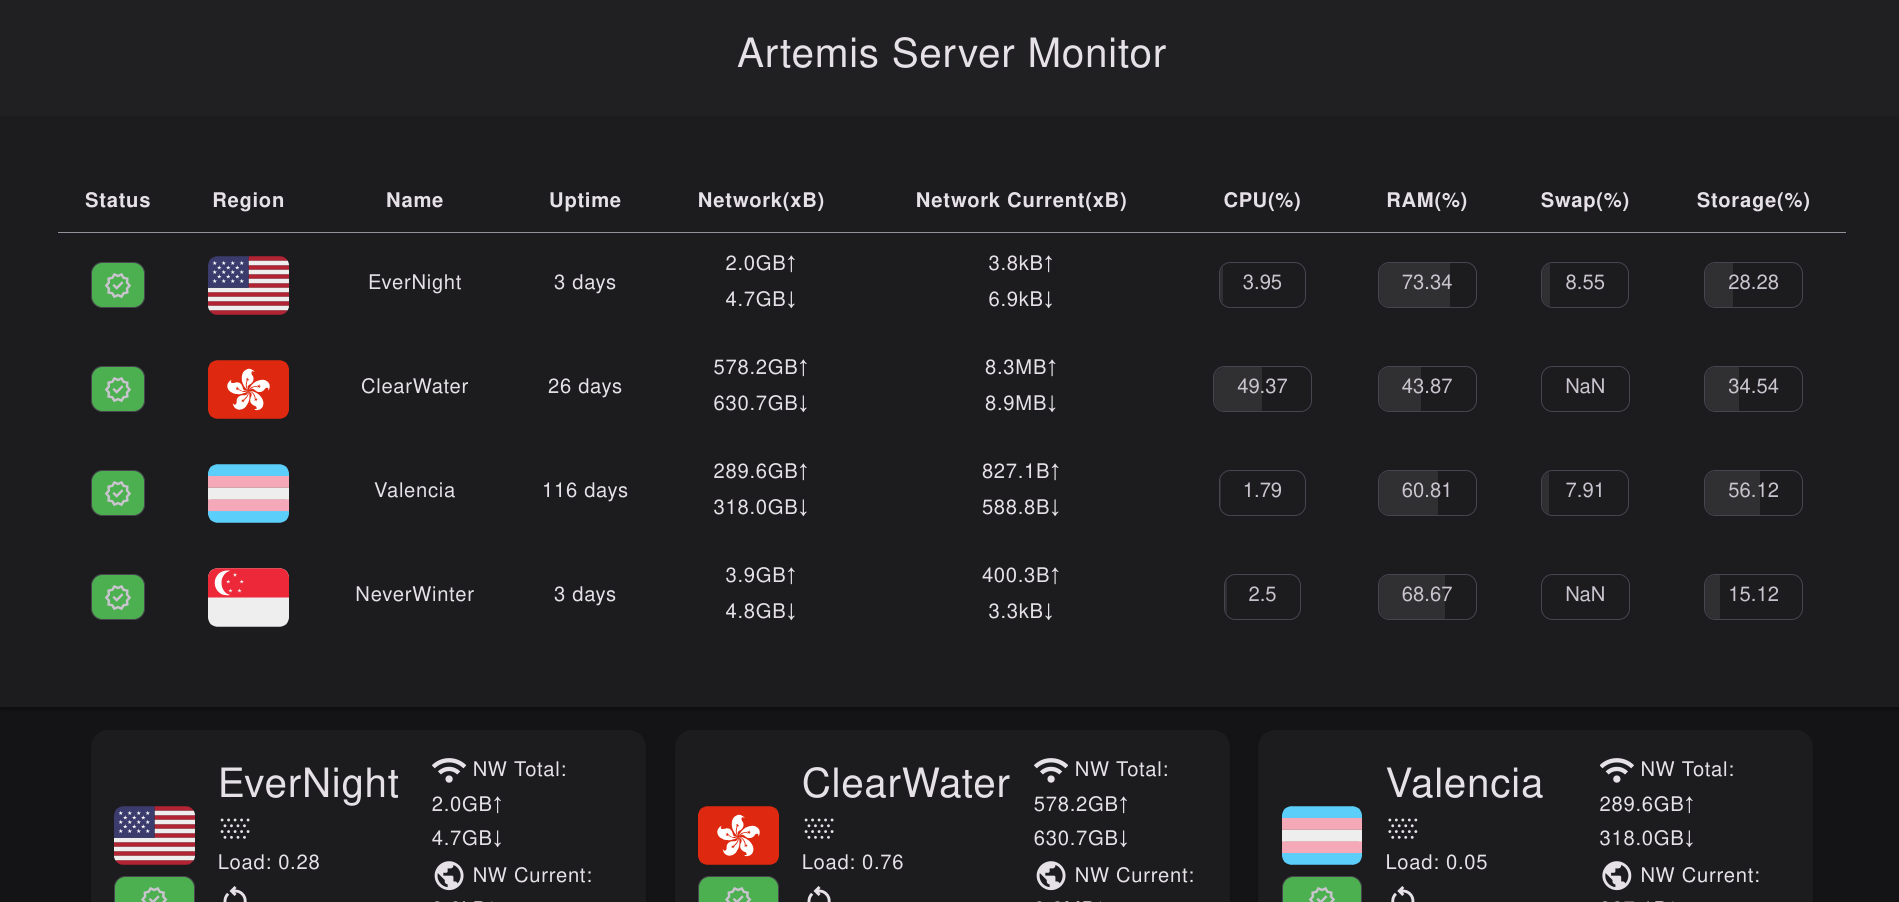 Artemis Server Monitor
Status Region Name Uptime Network(xB) Network Current(xB) CPU(%) RAM(%) Swap(%) Storage(%)
EverNight 3 days 2.0GB↑ 3.8kB↑ 3.95 73.34 8.55 28.28
4.7GB↓ 6.9kB↓
ClearWater 26 days 578.2GB↑ 8.3MB↑ 49.37 43.87 NaN 34.54
630.7GB↓ 8.9MB↓
Valencia 116 days 289.6GB↑ 827.1B↑ 1.79 60.81 7.91 56.12
318.0GB↓ 588.8B↓
NeverWinter 3 days 3.9GB↑ 400.3B↑ 2.5 68.67 NaN 15.12
4.8GB↓ 3.3kB↓
EverNight
Load: 0.28
NW Total:
2.0GB↑
4.7GB↓
NW Current:
ClearWater
Load: 0.76
NW Total:
578.2GB↑
630.7GB↓
NW Current:
Valencia
Load: 0.05
NW Total:
289.6GB↑
318.0GB↓
NW Current: